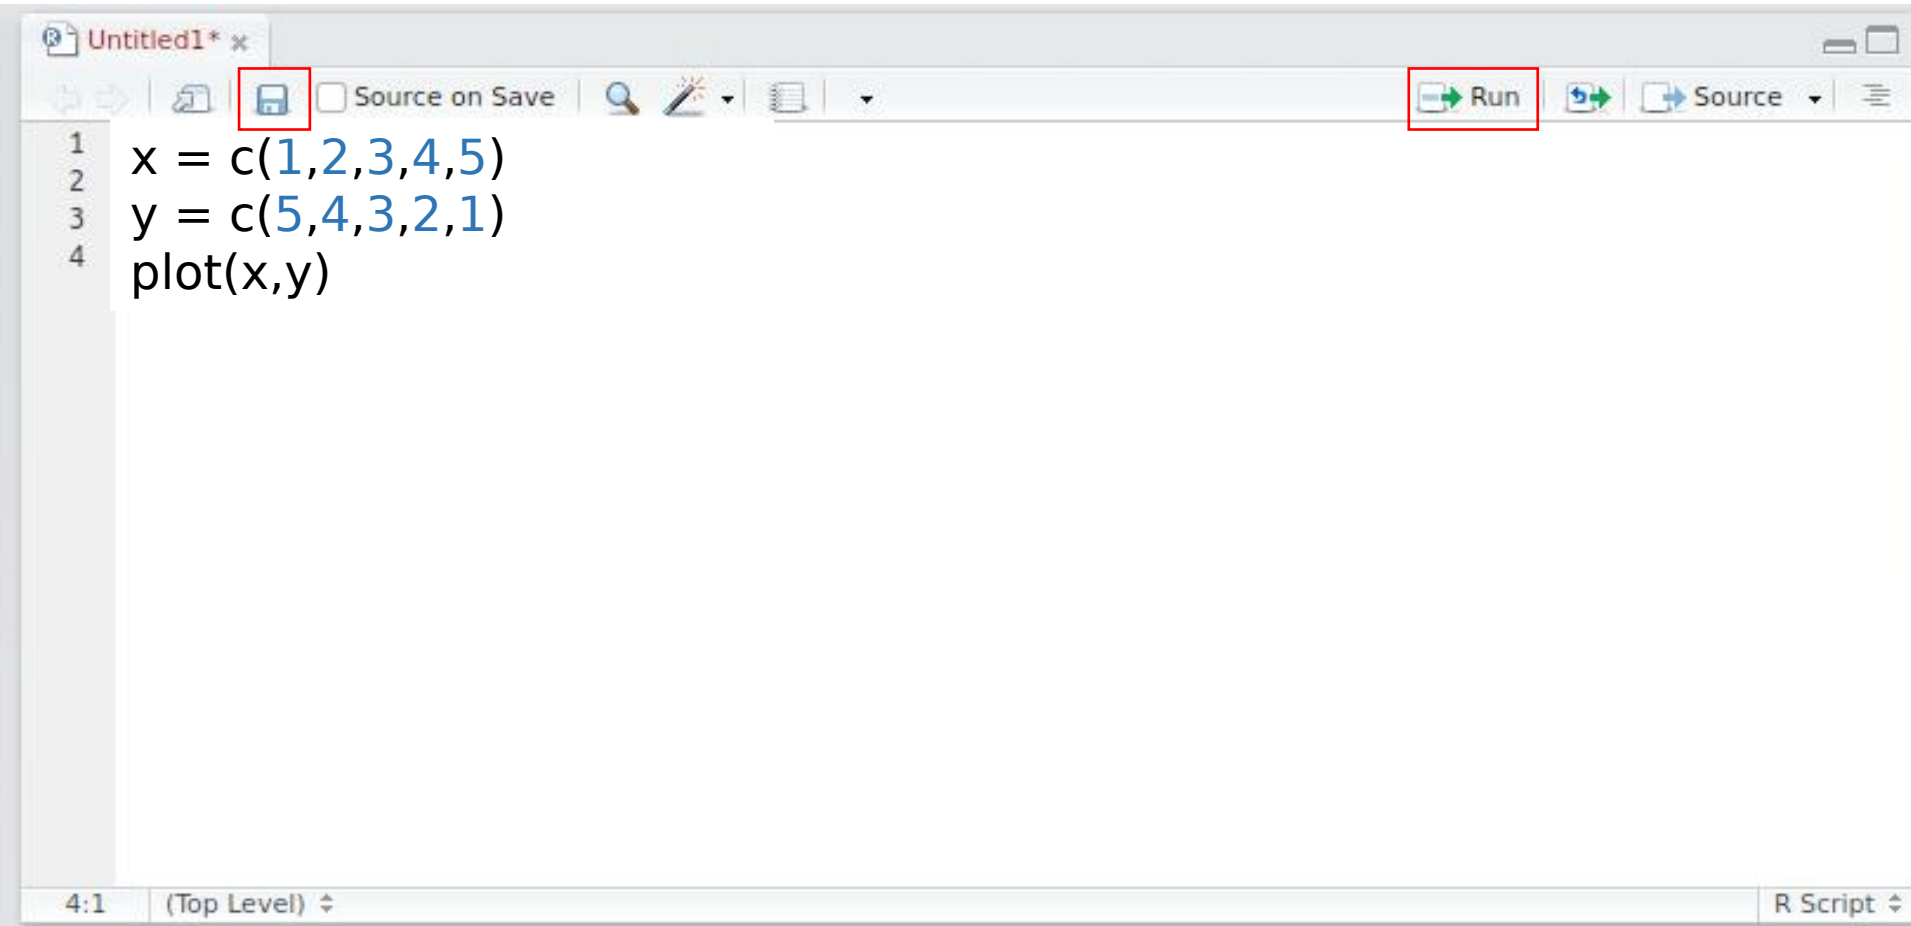 Untitled1*
Source on Save Run Source
1
2
3
4
x = c(1,2,3,4,5)
y = c(5,4,3,2,1)
plot(x,y)
4:1 (Top Level) R Script